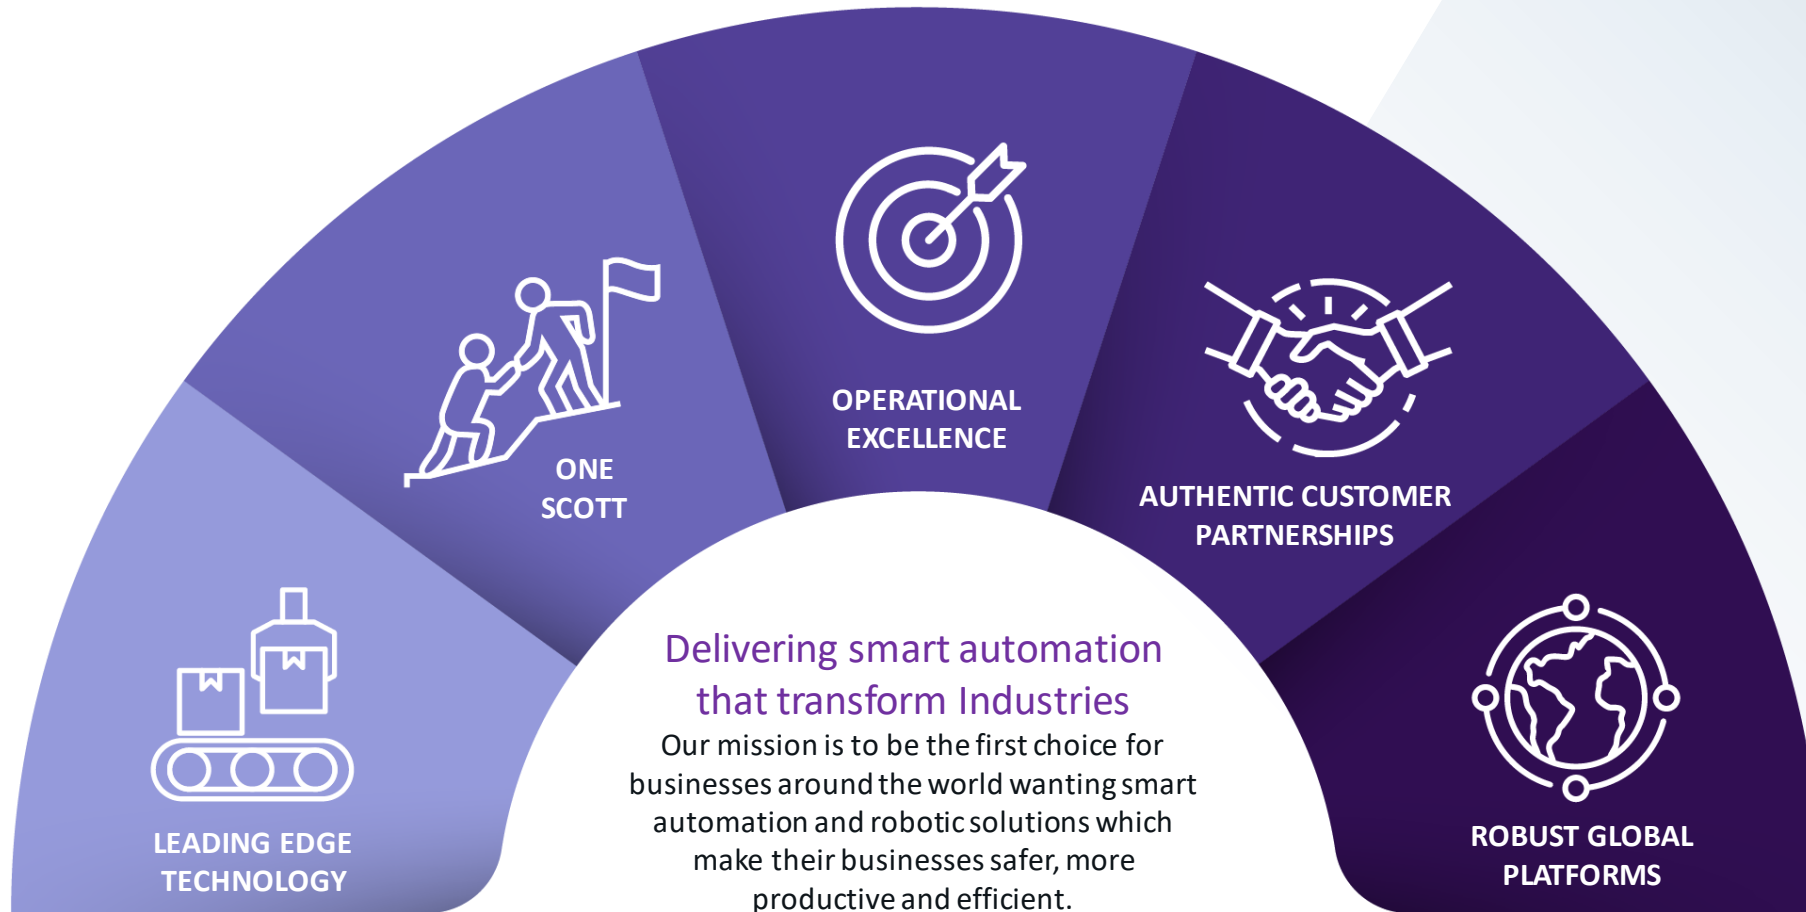 OPERATIONAL
EXCELLENCE
ONE
SCOTT
AUTHENTIC CUSTOMER
PARTNERSHIPS
LEADING EDGE
TECHNOLOGY
ROBUST GLOBAL
PLATFORMS
Delivering smart automation
that transform Industries
Our mission is to be the first choice for
businesses around the world wanting smart
automation and robotic solutions which
make their businesses safer, more
productive and efficient.